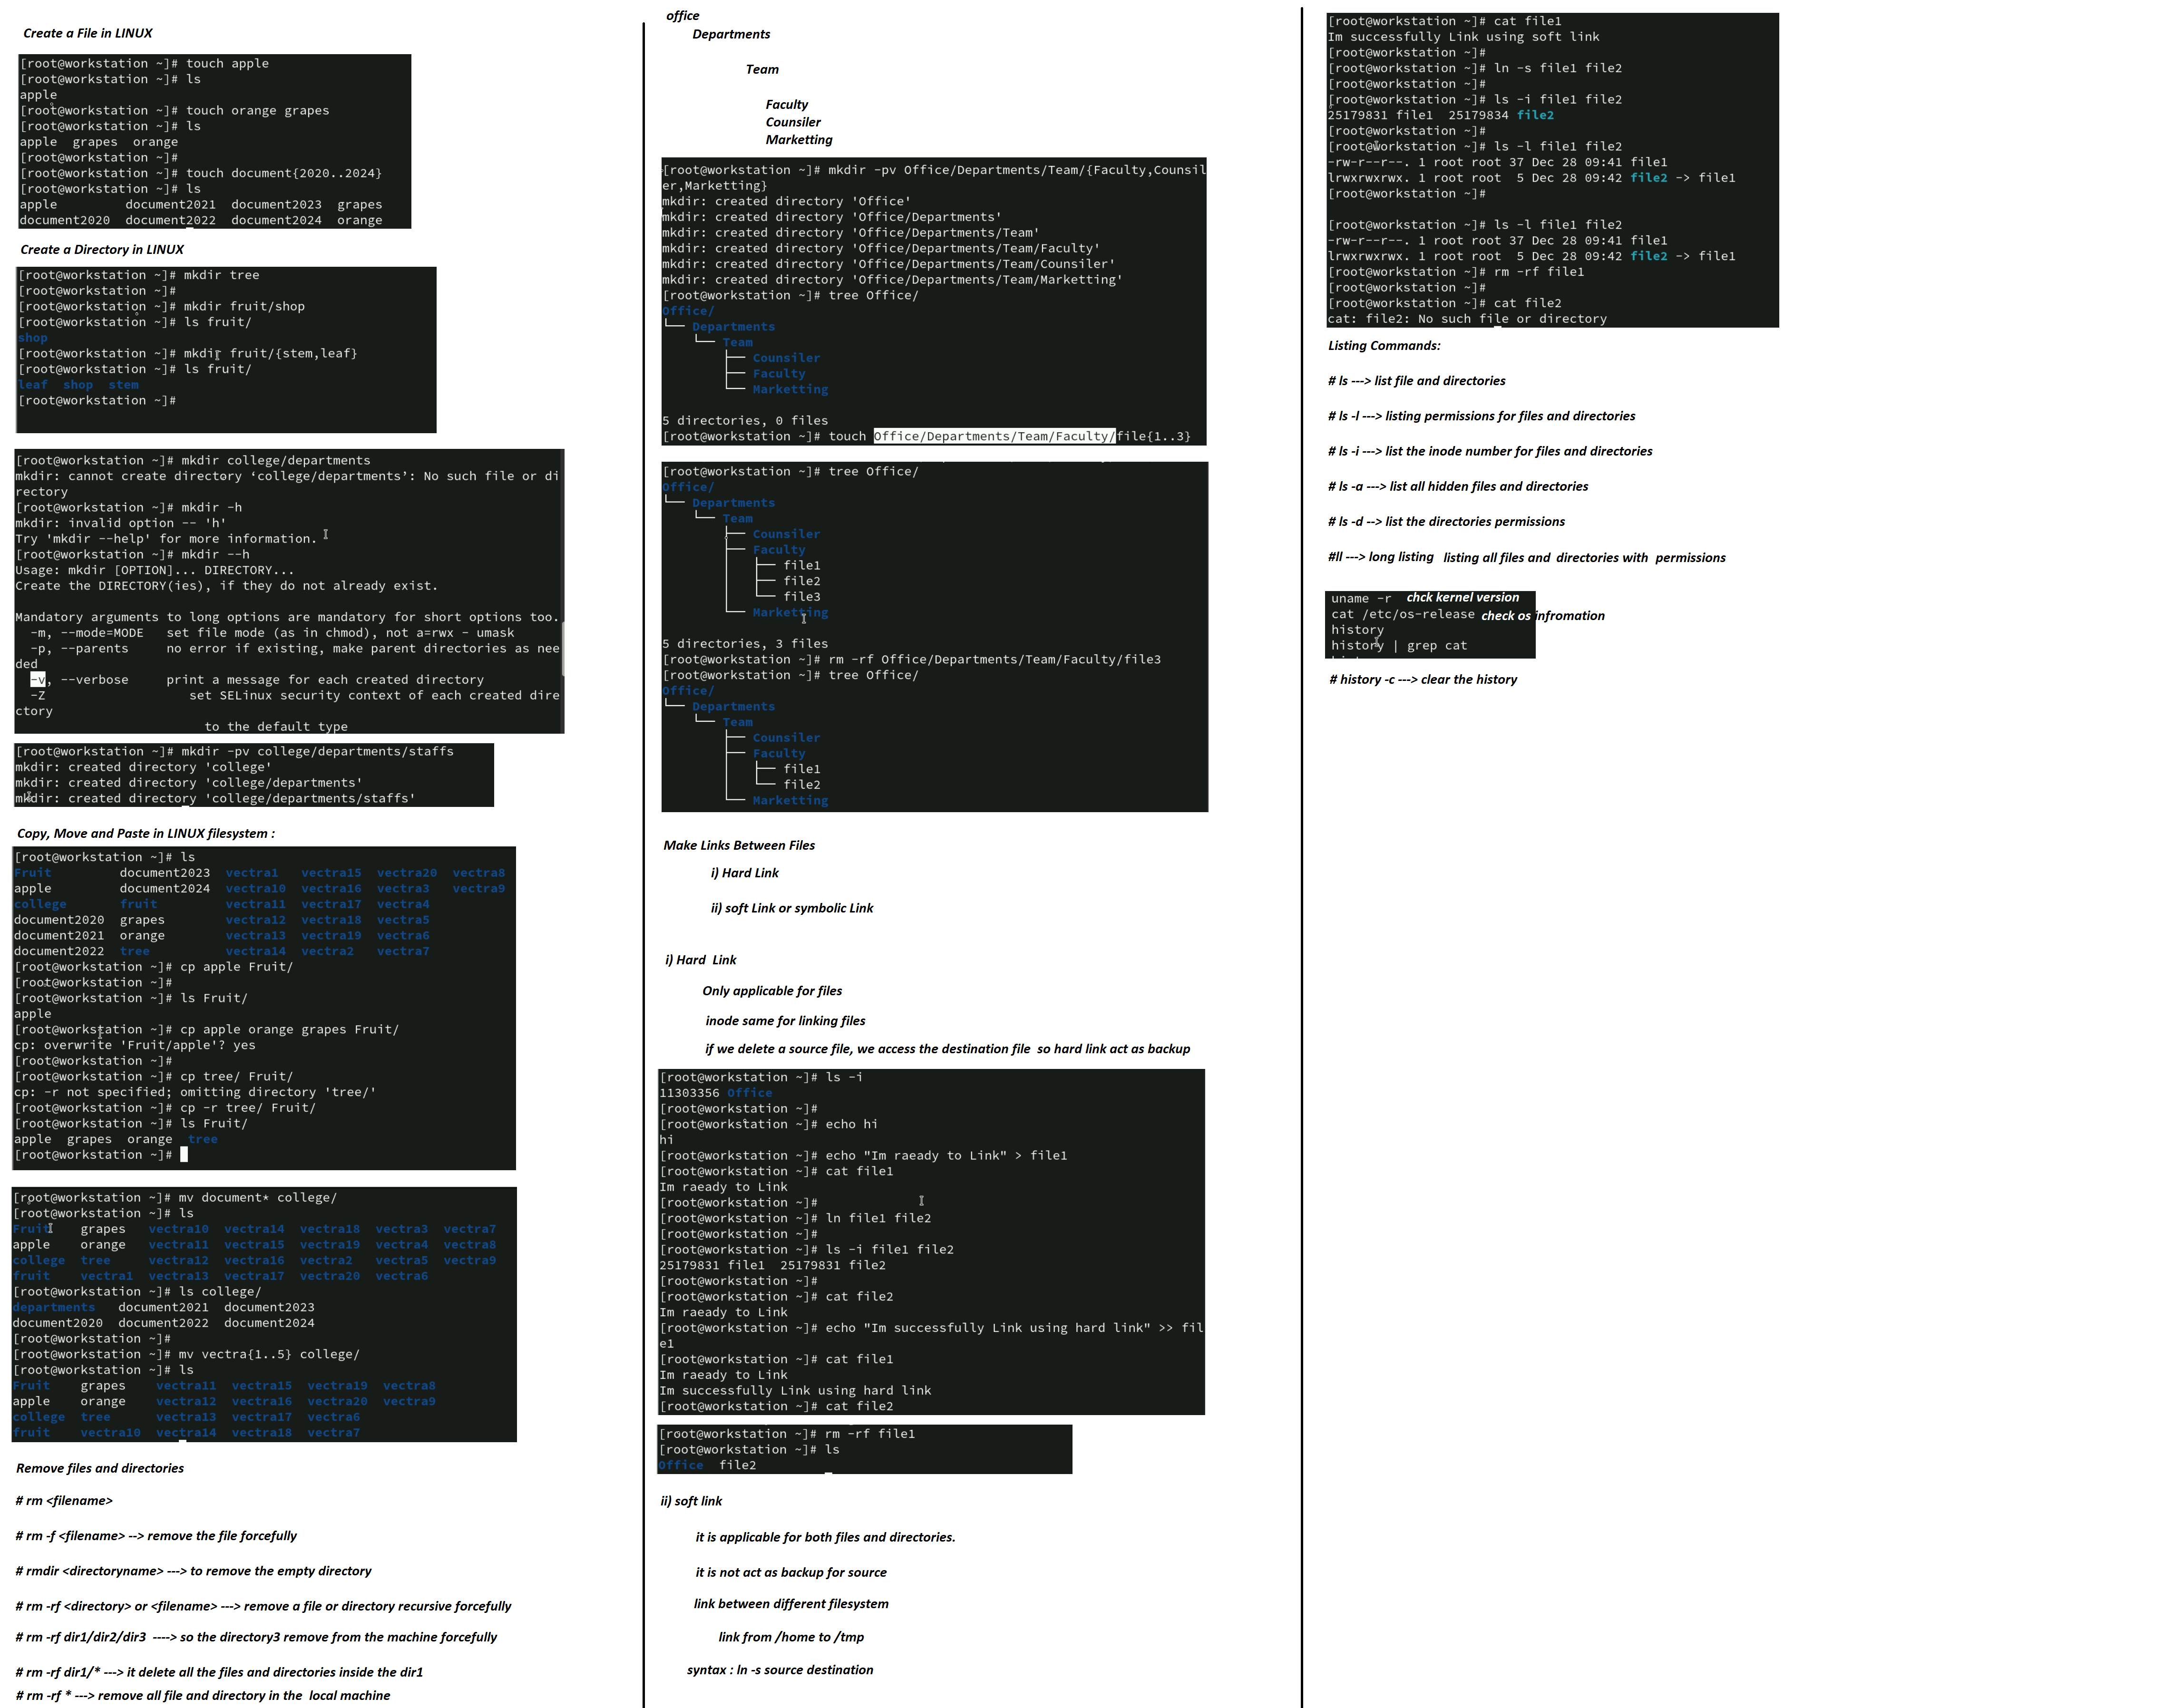 Create a File in LINUX
[root@workstation ~]# touch apple
[root@workstation ~]# ls
apple
[root@workstation ~]# touch orange grapes
[root@workstation ~]# ls
apple  grapes  orange
[root@workstation ~]#
[root@workstation ~]# touch document{2020..2024}
[root@workstation ~]# ls
apple         document2021  document2023  grapes
document2020  document2022  document2024  orange
Create a Directory in LINUX
[root@workstation ~]# mkdir tree
[root@workstation ~]#
[root@workstation ~]# mkdir fruit/shop
[root@workstation ~]# ls fruit/
shop
[root@workstation ~]# mkdir fruit/{stem,leaf}
[root@workstation ~]# ls fruit/
leaf  shop  stem
[root@workstation ~]#
[root@workstation ~]# mkdir college/departments
mkdir: cannot create directory ‘college/departments’: No such file or di
rectory
[root@workstation ~]# mkdir -h
mkdir: invalid option -- 'h'
Try 'mkdir --help' for more information.
[root@workstation ~]# mkdir --h
Usage: mkdir [OPTION]... DIRECTORY...
Create the DIRECTORY(ies), if they do not already exist.
Mandatory arguments to long options are mandatory for short options too.
  -m, --mode=MODE   set file mode (as in chmod), not a=rwx - umask
  -p, --parents     no error if existing, make parent directories as nee
ded
  -v, --verbose     print a message for each created directory
  -Z                   set SELinux security context of each created dire
ctory
                         to the default type
[root@workstation ~]# mkdir -pv college/departments/staffs
mkdir: created directory 'college'
mkdir: created directory 'college/departments'
mkdir: created directory 'college/departments/staffs'
Copy, Move and Paste in LINUX filesystem :
[root@workstation ~]# ls
Fruit         document2023  vectra1   vectra15  vectra20  vectra8
apple         document2024  vectra10  vectra16  vectra3   vectra9
college       fruit         vectra11  vectra17  vectra4
document2020  grapes        vectra12  vectra18  vectra5
document2021  orange        vectra13  vectra19  vectra6
document2022  tree          vectra14  vectra2   vectra7
[root@workstation ~]# cp apple Fruit/
[root@workstation ~]#
[root@workstation ~]# ls Fruit/
apple
[root@workstation ~]# cp apple orange grapes Fruit/
cp: overwrite 'Fruit/apple'? yes
[root@workstation ~]#
[root@workstation ~]# cp tree/ Fruit/
cp: -r not specified; omitting directory 'tree/'
[root@workstation ~]# cp -r tree/ Fruit/
[root@workstation ~]# ls Fruit/
apple  grapes  orange  tree
[root@workstation ~]#
[root@workstation ~]# mv document* college/
[root@workstation ~]# ls
Fruit    grapes   vectra10  vectra14  vectra18  vectra3  vectra7
apple    orange   vectra11  vectra15  vectra19  vectra4  vectra8
college  tree     vectra12  vectra16  vectra2   vectra5  vectra9
fruit    vectra1  vectra13  vectra17  vectra20  vectra6
[root@workstation ~]# ls college/
departments   document2021  document2023
document2020  document2022  document2024
[root@workstation ~]#
[root@workstation ~]# mv vectra{1..5} college/
[root@workstation ~]# ls
Fruit    grapes    vectra11  vectra15  vectra19  vectra8
apple    orange    vectra12  vectra16  vectra20  vectra9
college  tree      vectra13  vectra17  vectra6
fruit    vectra10  vectra14  vectra18  vectra7
Remove files and directories
# rm <filename>
# rm -f <filename> --> remove the file forcefully
# rmdir <directoryname> ---> to remove the empty directory
# rm -rf <directory> or <filename> ---> remove a file or directory recursive forcefully
# rm -rf dir1/dir2/dir3  ----> so the directory3 remove from the machine forcefully
# rm -rf dir1/* ---> it delete all the files and directories inside the dir1
# rm -rf * ---> remove all file and directory in the  local machine
office
Departments
Team
Faculty
Counsiler
Marketting
[root@workstation ~]# mkdir -pv Office/Departments/Team/{Faculty,Counsil
er,Marketting}
mkdir: created directory 'Office'
mkdir: created directory 'Office/Departments'
mkdir: created directory 'Office/Departments/Team'
mkdir: created directory 'Office/Departments/Team/Faculty'
mkdir: created directory 'Office/Departments/Team/Counsiler'
mkdir: created directory 'Office/Departments/Team/Marketting'
[root@workstation ~]# tree Office/
Office/
└── Departments
    └── Team
        ├── Counsiler
        ├── Faculty
        └── Marketting
5 directories, 0 files
[root@workstation ~]# touch Office/Departments/Team/Faculty/file{1..3}
[root@workstation ~]# tree Office/
Office/
└── Departments
    └── Team
        ├── Counsiler
        ├── Faculty
        │   ├── file1
        │   ├── file2
        │   └── file3
        └── Marketting
5 directories, 3 files
[root@workstation ~]# rm -rf Office/Departments/Team/Faculty/file3
[root@workstation ~]# tree Office/
Office/
└── Departments
    └── Team
        ├── Counsiler
        ├── Faculty
        │   ├── file1
        │   └── file2
        └── Marketting
Make Links Between Files
i) Hard Link
ii) soft Link or symbolic Link
i) Hard  Link
Only applicable for files
inode same for linking files
if we delete a source file, we access the destination file  so hard link act as backup
[root@workstation ~]# ls -i
11303356 Office
[root@workstation ~]#
[root@workstation ~]# echo hi
hi
[root@workstation ~]# echo "Im raeady to Link" > file1
[root@workstation ~]# cat file1
Im raeady to Link
[root@workstation ~]#
[root@workstation ~]# ln file1 file2
[root@workstation ~]#
[root@workstation ~]# ls -i file1 file2
25179831 file1  25179831 file2
[root@workstation ~]#
[root@workstation ~]# cat file2
Im raeady to Link
[root@workstation ~]# echo "Im successfully Link using hard link" >> fil
e1
[root@workstation ~]# cat file1
Im raeady to Link
Im successfully Link using hard link
[root@workstation ~]# cat file2
[root@workstation ~]# rm -rf file1
[root@workstation ~]# ls
Office  file2
ii) soft link
it is applicable for both files and directories.
it is not act as backup for source
link between different filesystem
link from /home to /tmp
syntax : ln -s source destination
[root@workstation ~]# cat file1
Im successfully Link using soft link
[root@workstation ~]#
[root@workstation ~]# ln -s file1 file2
[root@workstation ~]#
[root@workstation ~]# ls -i file1 file2
25179831 file1  25179834 file2
[root@workstation ~]#
[root@workstation ~]# ls -l file1 file2
-rw-r--r--. 1 root root 37 Dec 28 09:41 file1
lrwxrwxrwx. 1 root root  5 Dec 28 09:42 file2 -> file1
[root@workstation ~]#
[root@workstation ~]# ls -l file1 file2
-rw-r--r--. 1 root root 37 Dec 28 09:41 file1
lrwxrwxrwx. 1 root root  5 Dec 28 09:42 file2 -> file1
[root@workstation ~]# rm -rf file1
[root@workstation ~]#
[root@workstation ~]# cat file2
cat: file2: No such file or directory
Listing Commands:
# ls ---> list file and directories
# ls -l ---> listing permissions for files and directories
# ls -i ---> list the inode number for files and directories
# ls -a ---> list all hidden files and directories
# ls -d --> list the directories permissions
#ll ---> long listing   listing all files and  directories with  permissions
uname -r  chck kernel version
cat /etc/os-release check os infromation
history
history | grep cat
# history -c ---> clear the history